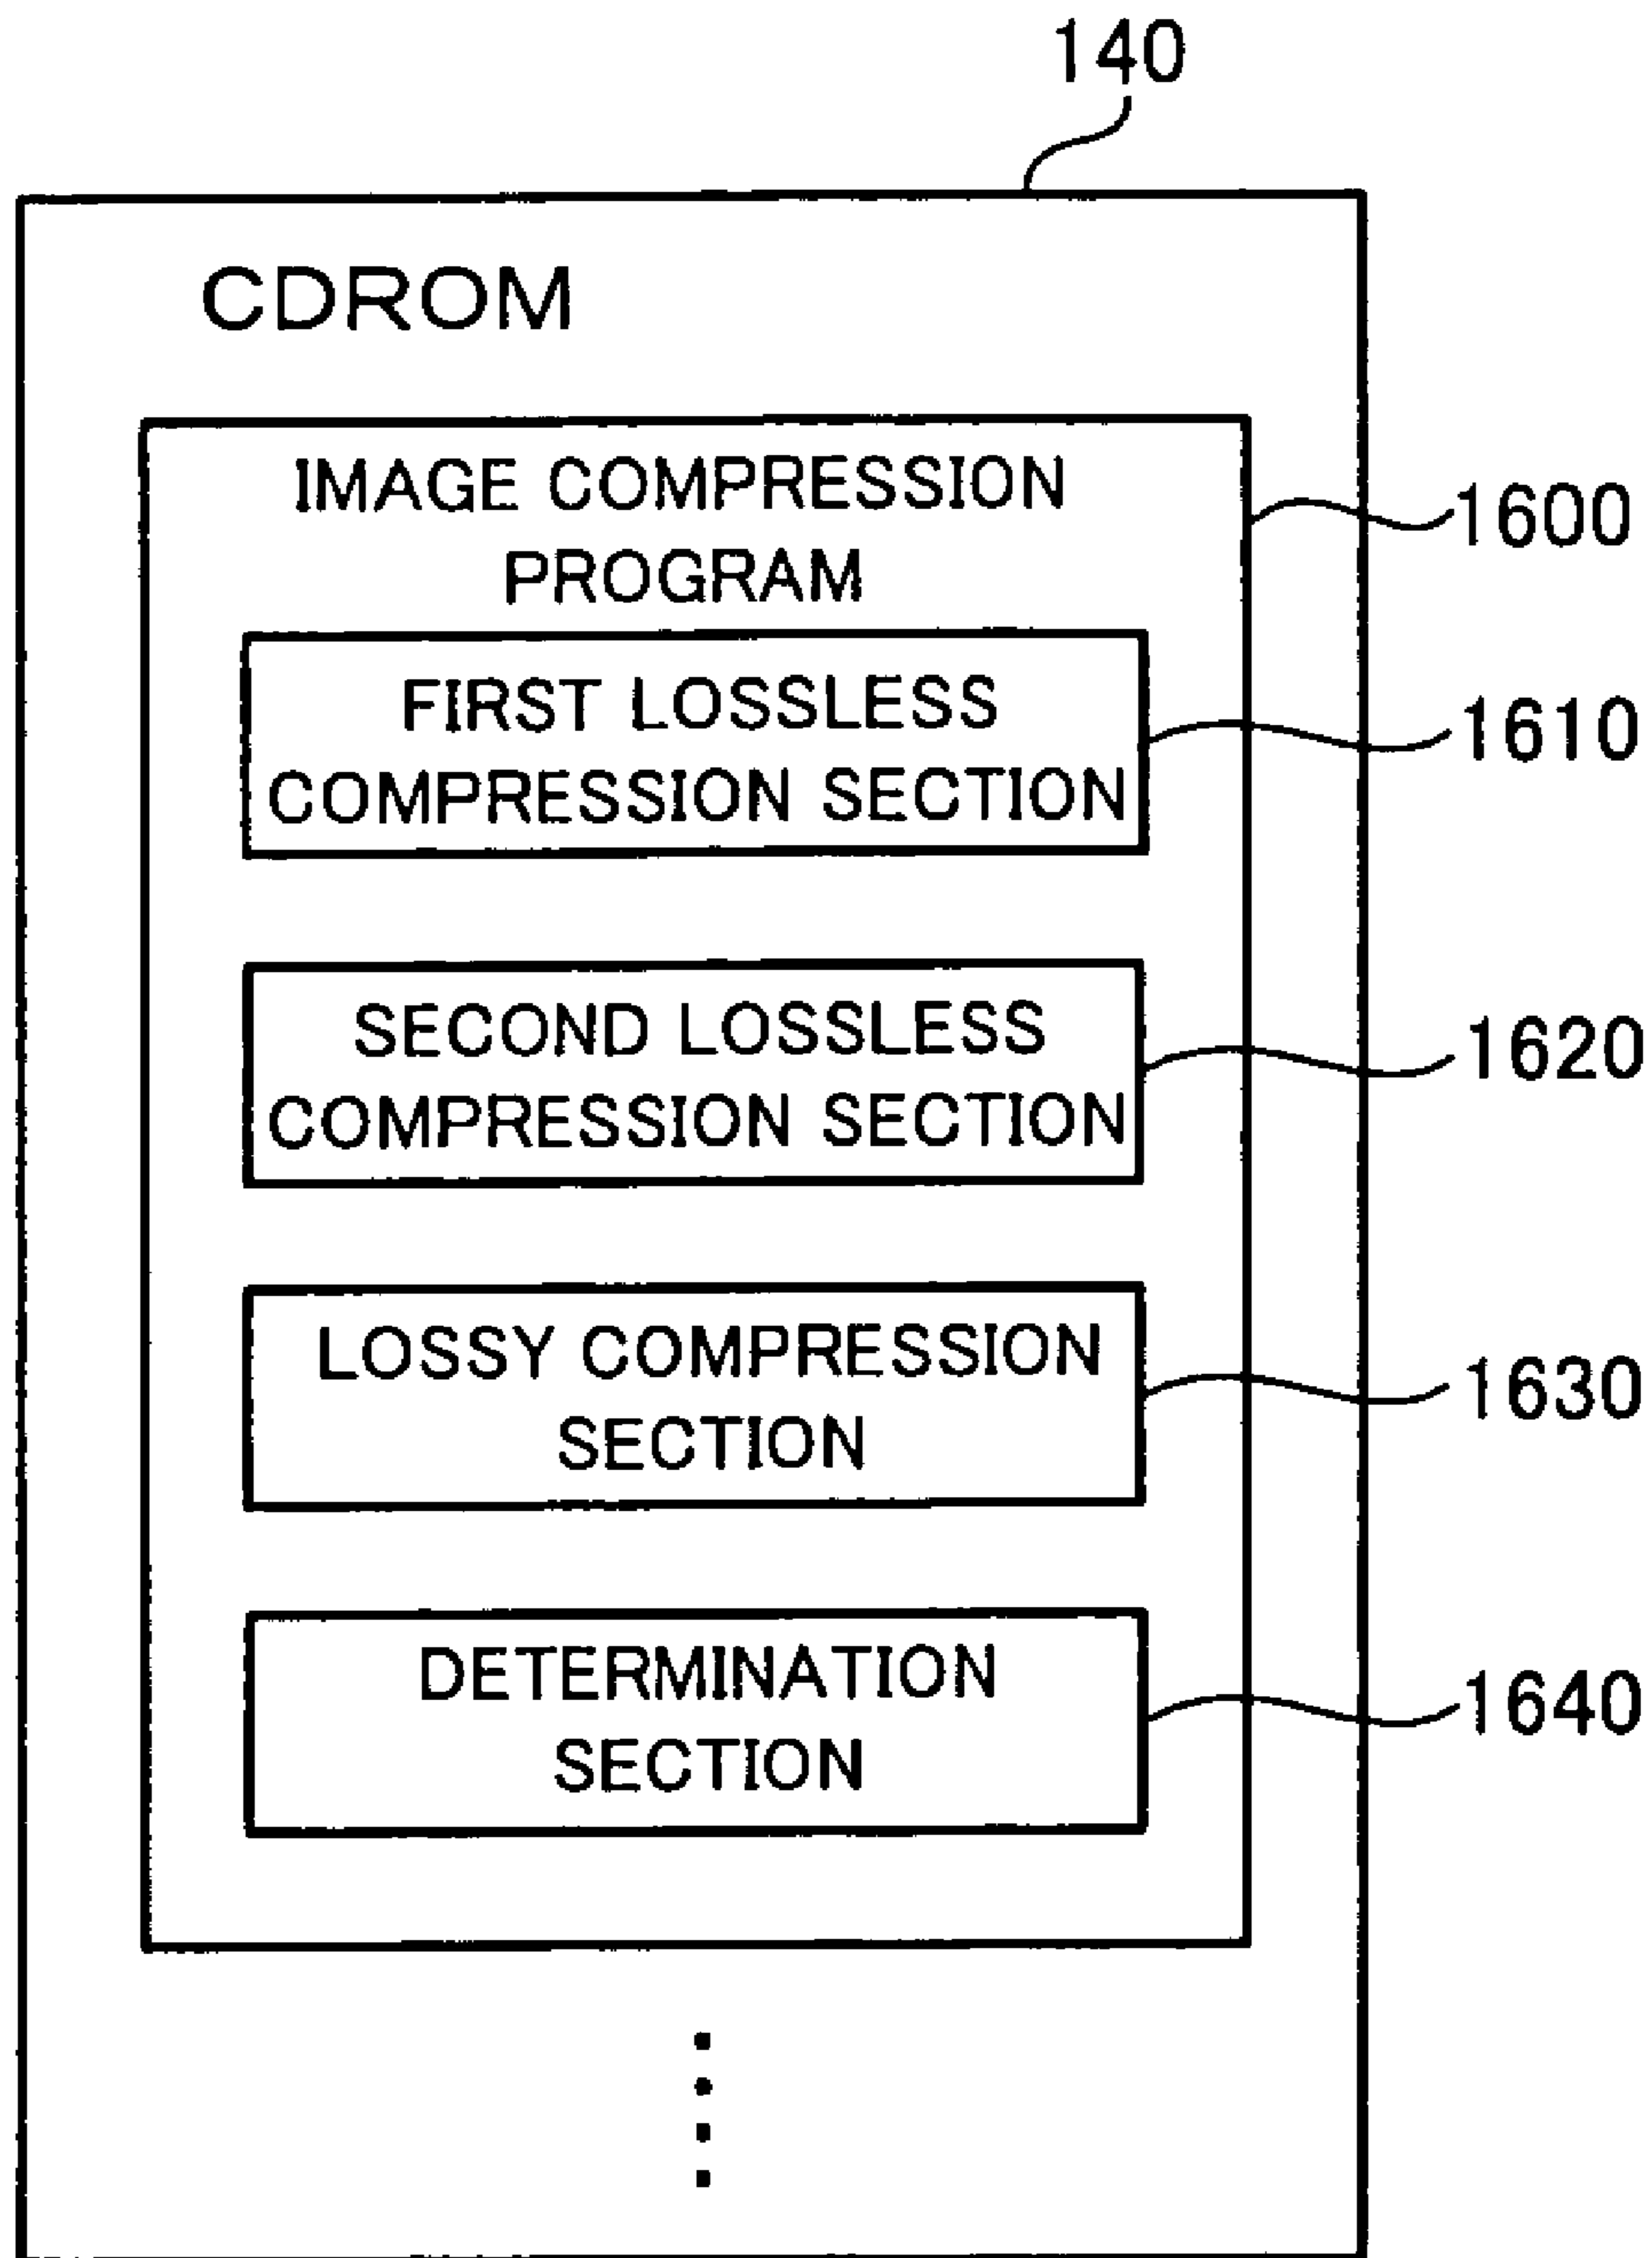 140
CDROM
IMAGE COMPRESSION
PROGRAM
1600
FIRST LOSSLESS
COMPRESSION SECTION
1610
SECOND LOSSLESS
COMPRESSION SECTION
1620
LOSSY COMPRESSION
SECTION
1630
DETERMINATION
SECTION
1640